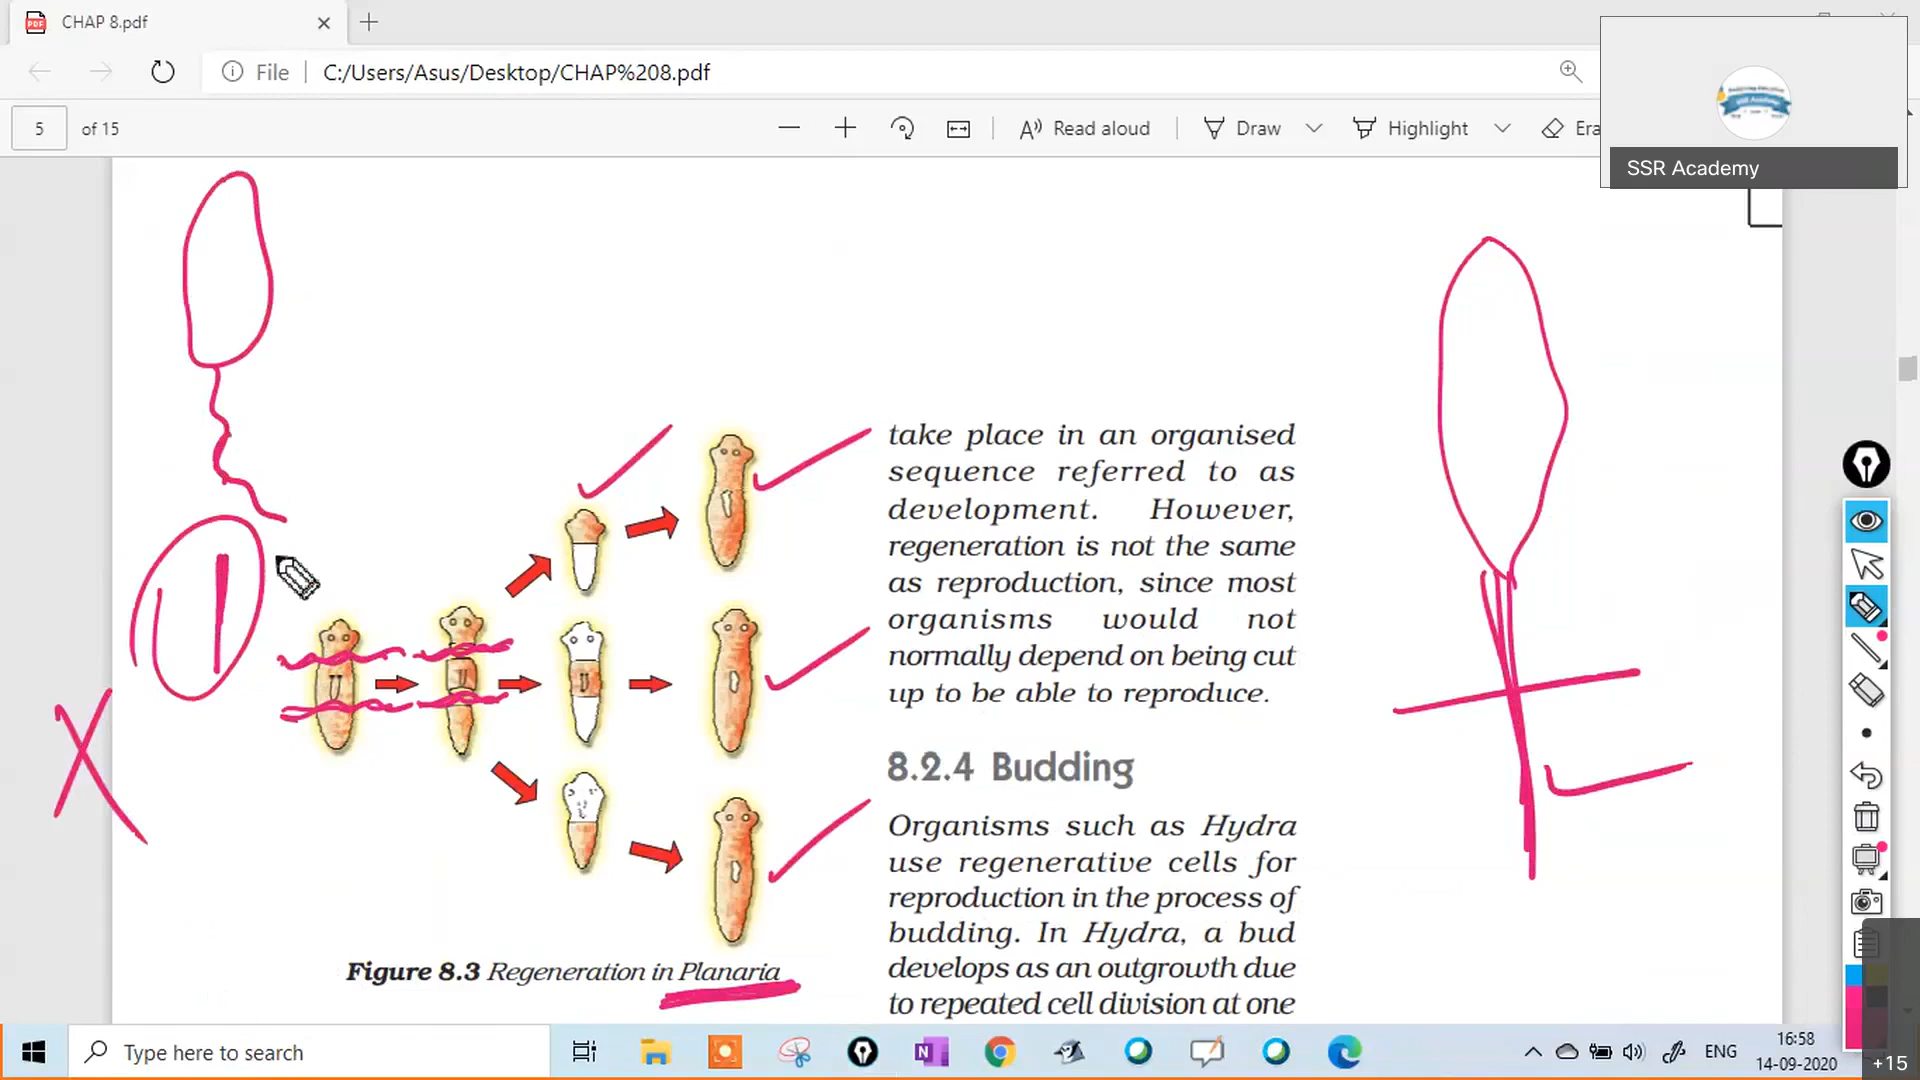 CHAP 8.pdf
File C:/Users/Asus/Desktop/CHAP%208.pdf
5 of 15
Read aloud
Draw
Highlight
Era
SSR Academy
take place in an organised
sequence referred to as
development. However,
regeneration is not the same
as reproduction, since most
organisms would not
normally depend on being cut
up to be able to reproduce.
8.2.4 Budding
Organisms such as Hydra
use regenerative cells for
reproduction in the process of
budding. In Hydra, a bud
develops as an outgrowth due
to repeated cell division at one
Figure 8.3 Regeneration in Planaria
Type here to search
ENG
16:58
14-09-2020
+15